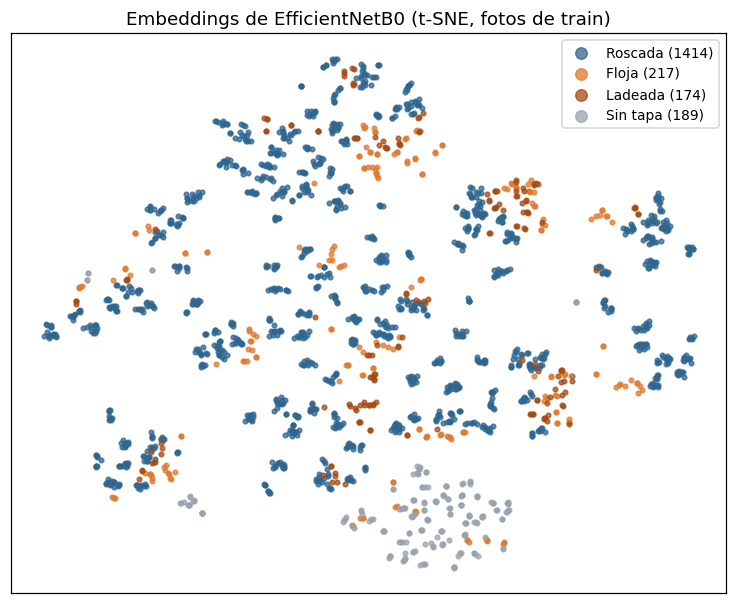 Embeddings de EfficientNetB0 (t-SNE, fotos de train)
Roscada (1414)
Floja (217)
Ladeada (174)
Sin tapa (189)